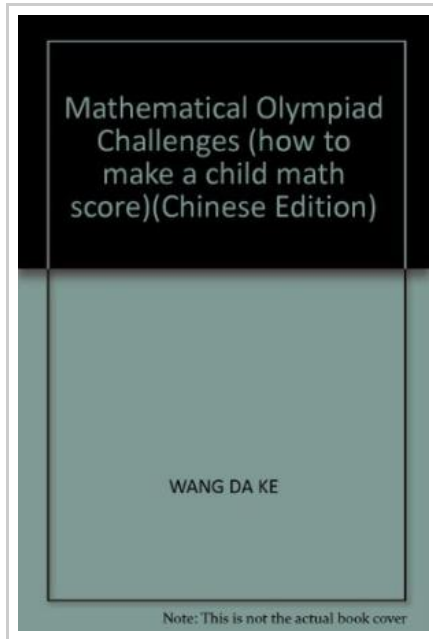 Mathematical Olympiad
Challenges (how to
make a child math
score)(Chinese Edition)
WANG DA KE
Note: This is not the actual book cover